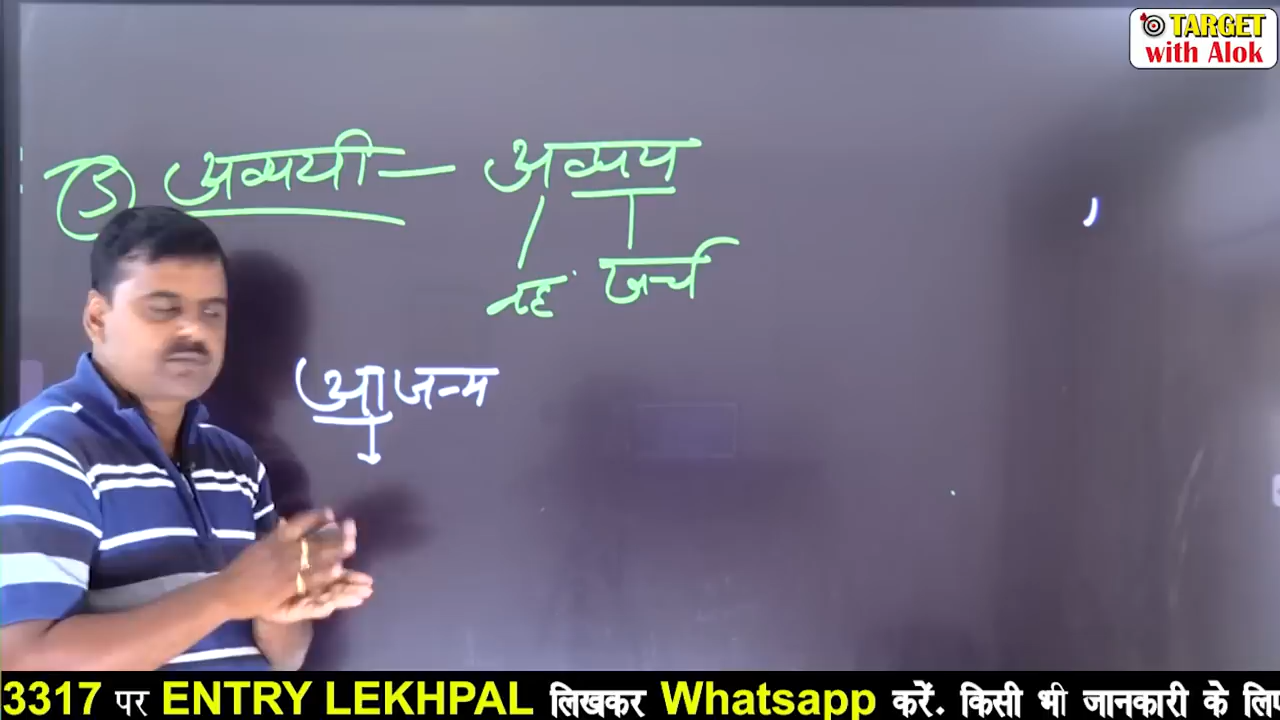 TARGET
with Alok
3 अव्ययी - अव्यय
नह खर्च
आजन्म
3317 पर ENTRY LEKHPAL लिखकर Whatsapp करें. किसी भी जानकारी के लिए